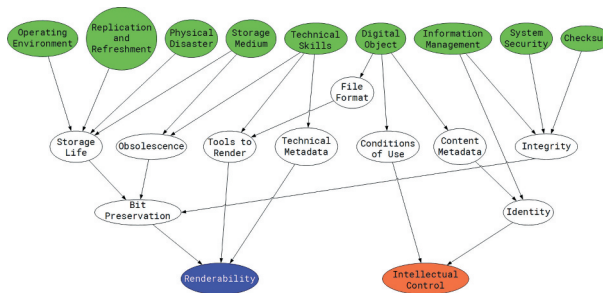 Operating
Environment
Replication
and
Refreshment
Physical
Disaster
Storage
Medium
Technical
Skills
Digital
Object
Information
Management
System
Security
Checksu
File
Format
Storage
Life
Obsolescence
Tools to
Render
Technical
Metadata
Conditions
of Use
Content
Metadata
Integrity
Bit
Preservation
Identity
Renderability
Intellectual
Control